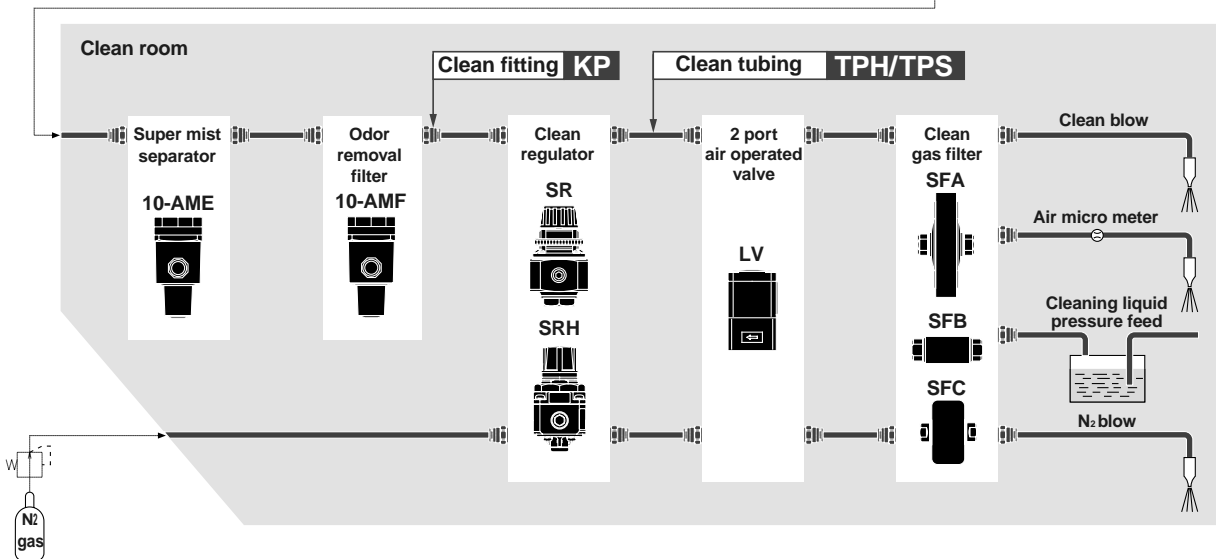 Clean room
Clean fitting KP
Clean tubing TPH/TPS
Super mist
separator
10-AME
Odor
removal
filter
10-AMF
Clean
regulator
SR
SRH
2 port
air operated
valve
LV
Clean
gas filter
SFA
SFB
SFC
Clean blow
Air micro meter
Cleaning liquid
pressure feed
N2 blow
N2
gas